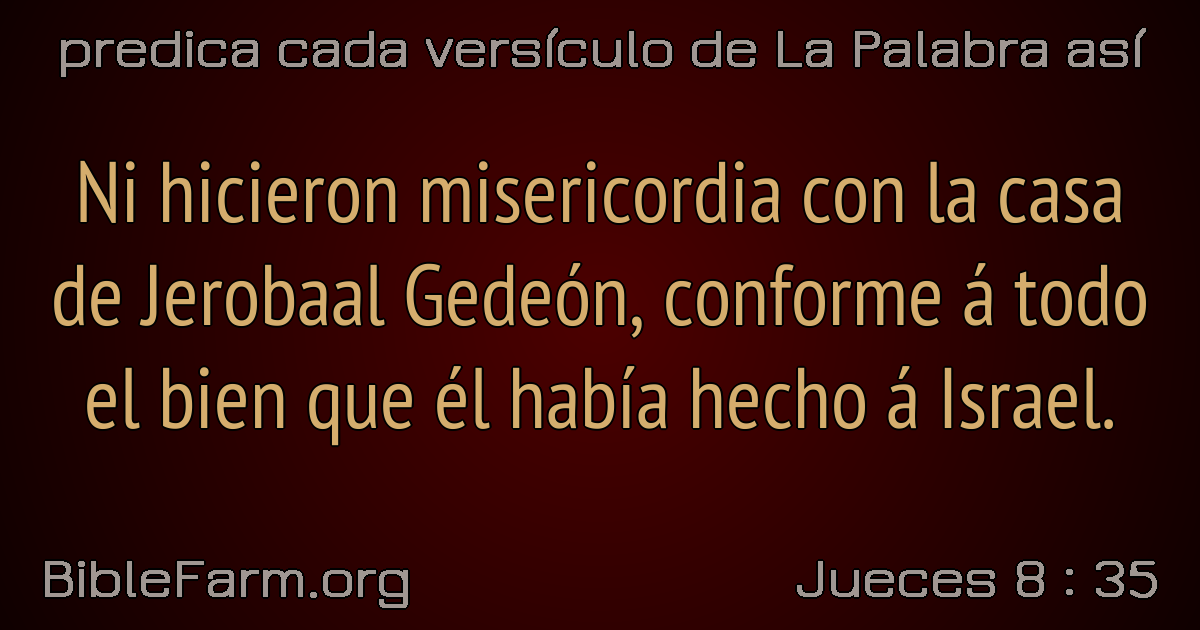 predica cada versículo de La Palabra así
Ni hicieron misericordia con la casa
de Jerobaal Gedeón, conforme á todo
el bien que él había hecho á Israel.
BibleFarm.org
Jueces 8 : 35